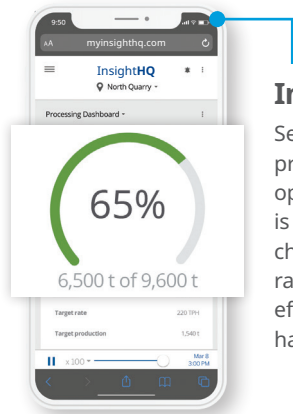 9:50
AA myinsighthq.com
InsightHQ
North Quarry
Processing Dashboard
65%
6,500 t of 9,600 t
Target rate 220 TPH
Target production 1,540 t
x100
Mar 8
3:00 PM
In
Se
pr
op
is
ch
ra
ef
ha